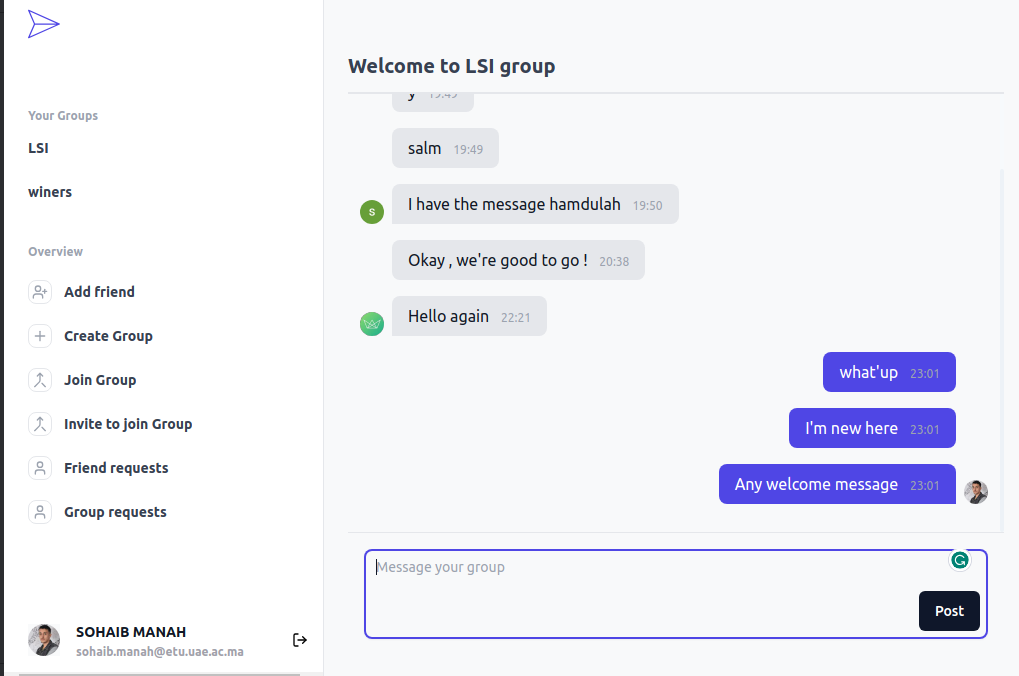 Your Groups
LSI
winers
Overview
Add friend
Create Group
Join Group
Invite to join Group
Friend requests
Group requests
SOHAIB MANAH
sohaib.manah@etu.uae.ac.ma
Welcome to LSI group
y 19:49
salm 19:49
S
I have the message hamdulah 19:50
Okay , we're good to go ! 20:38
Hello again 22:21
what'up 23:01
I'm new here 23:01
Any welcome message 23:01
Message your group
Post